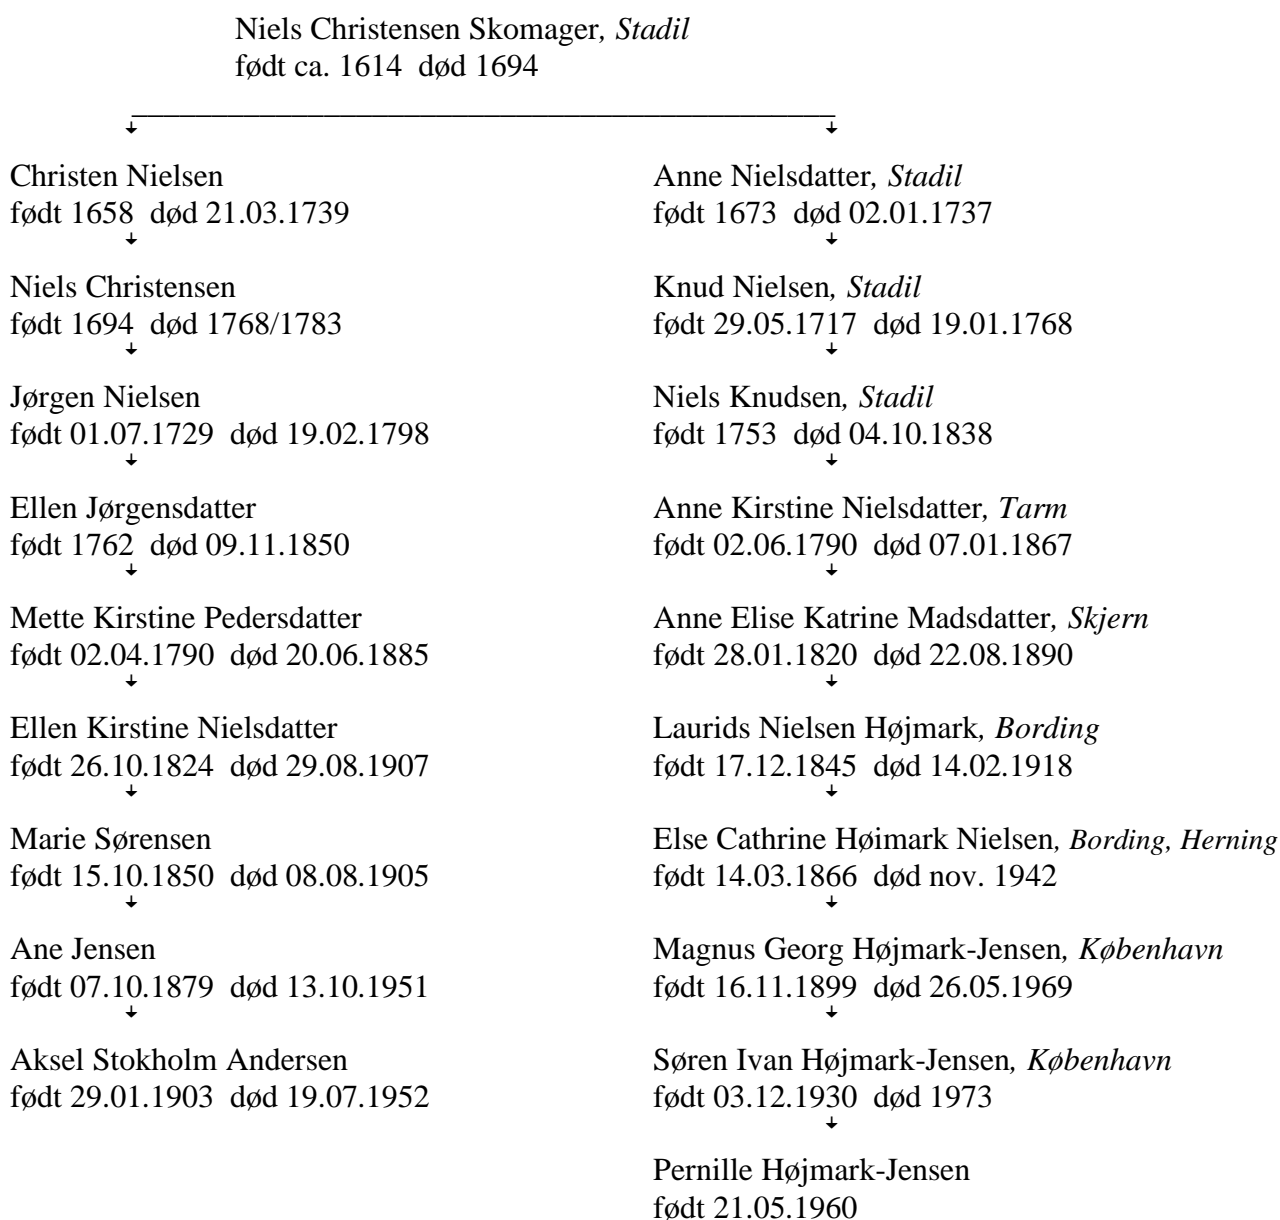 Niels Christensen Skomager, Stadil
født ca. 1614 død 1694
Christen Nielsen
født 1658 død 21.03.1739
Niels Christensen
født 1694 død 1768/1783
Jørgen Nielsen
født 01.07.1729 død 19.02.1798
Ellen Jørgensdatter
født 1762 død 09.11.1850
Mette Kirstine Pedersdatter
født 02.04.1790 død 20.06.1885
Ellen Kirstine Nielsdatter
født 26.10.1824 død 29.08.1907
Marie Sørensen
født 15.10.1850 død 08.08.1905
Ane Jensen
født 07.10.1879 død 13.10.1951
Aksel Stokholm Andersen
født 29.01.1903 død 19.07.1952
Anne Nielsdatter, Stadil
født 1673 død 02.01.1737
Knud Nielsen, Stadil
født 29.05.1717 død 19.01.1768
Niels Knudsen, Stadil
født 1753 død 04.10.1838
Anne Kirstine Nielsdatter, Tarm
født 02.06.1790 død 07.01.1867
Anne Elise Katrine Madsdatter, Skjern
født 28.01.1820 død 22.08.1890
Laurids Nielsen Højmark, Bording
født 17.12.1845 død 14.02.1918
Else Cathrine Høimark Nielsen, Bording, Herning
født 14.03.1866 død nov. 1942
Magnus Georg Højmark-Jensen, København
født 16.11.1899 død 26.05.1969
Søren Ivan Højmark-Jensen, København
født 03.12.1930 død 1973
Pernille Højmark-Jensen
født 21.05.1960